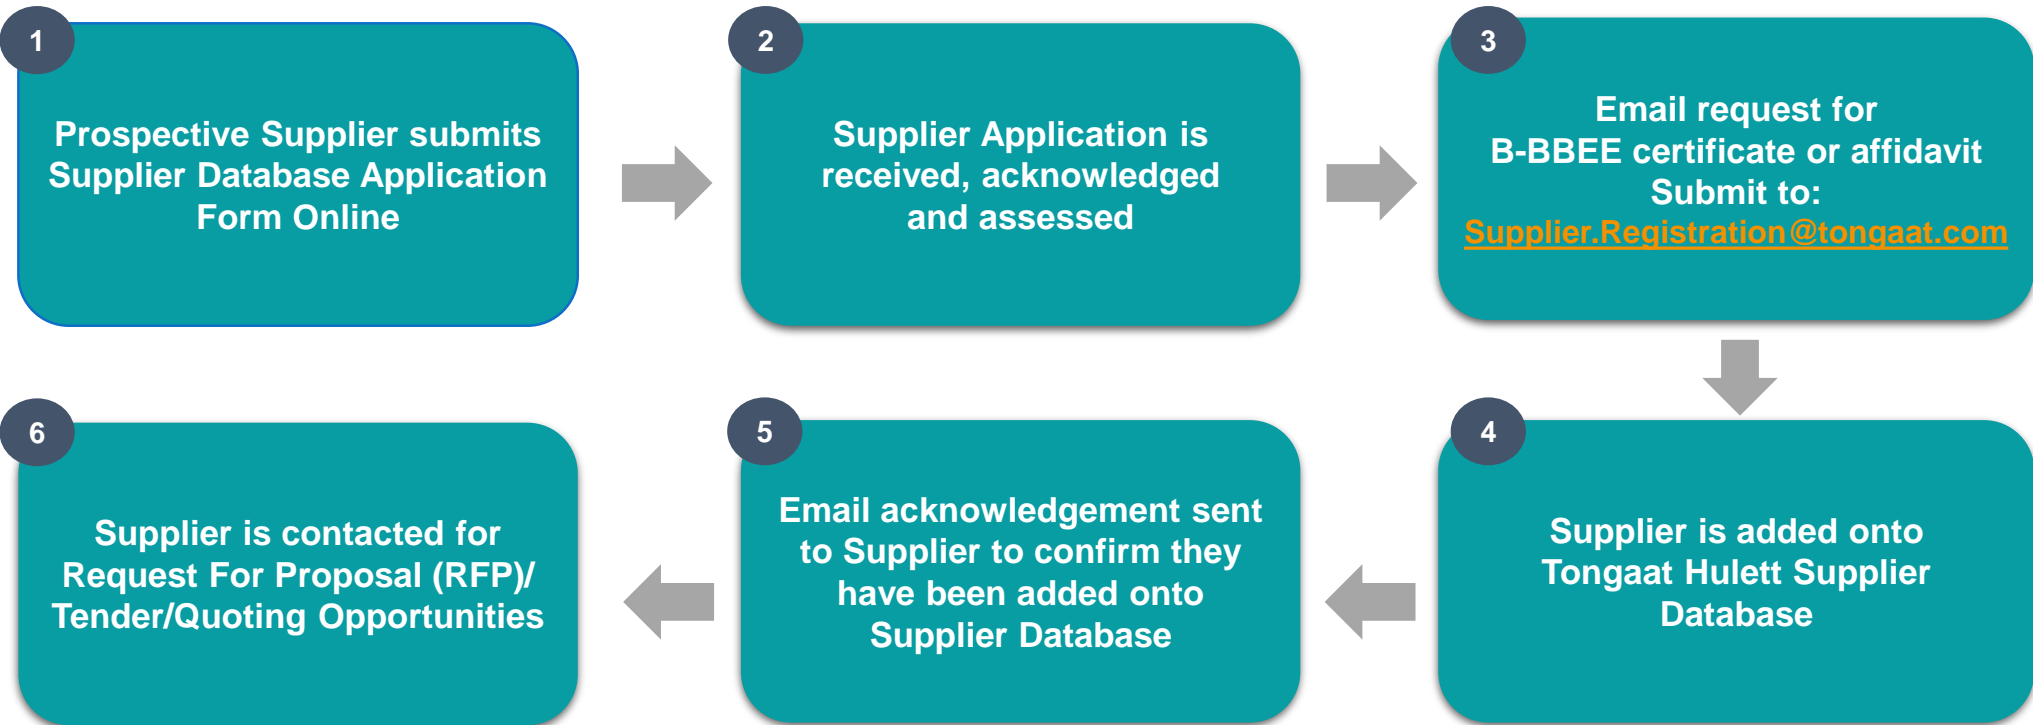 1
Prospective Supplier submits
Supplier Database Application
Form Online
2
Supplier Application is
received, acknowledged
and assessed
3
Email request for
B-BBEE certificate or affidavit
Submit to:
Supplier.Registration@tongaat.com
4
Supplier is added onto
Tongaat Hulett Supplier
Database
5
Email acknowledgement sent
to Supplier to confirm they
have been added onto
Supplier Database
6
Supplier is contacted for
Request For Proposal (RFP)/
Tender/Quoting Opportunities